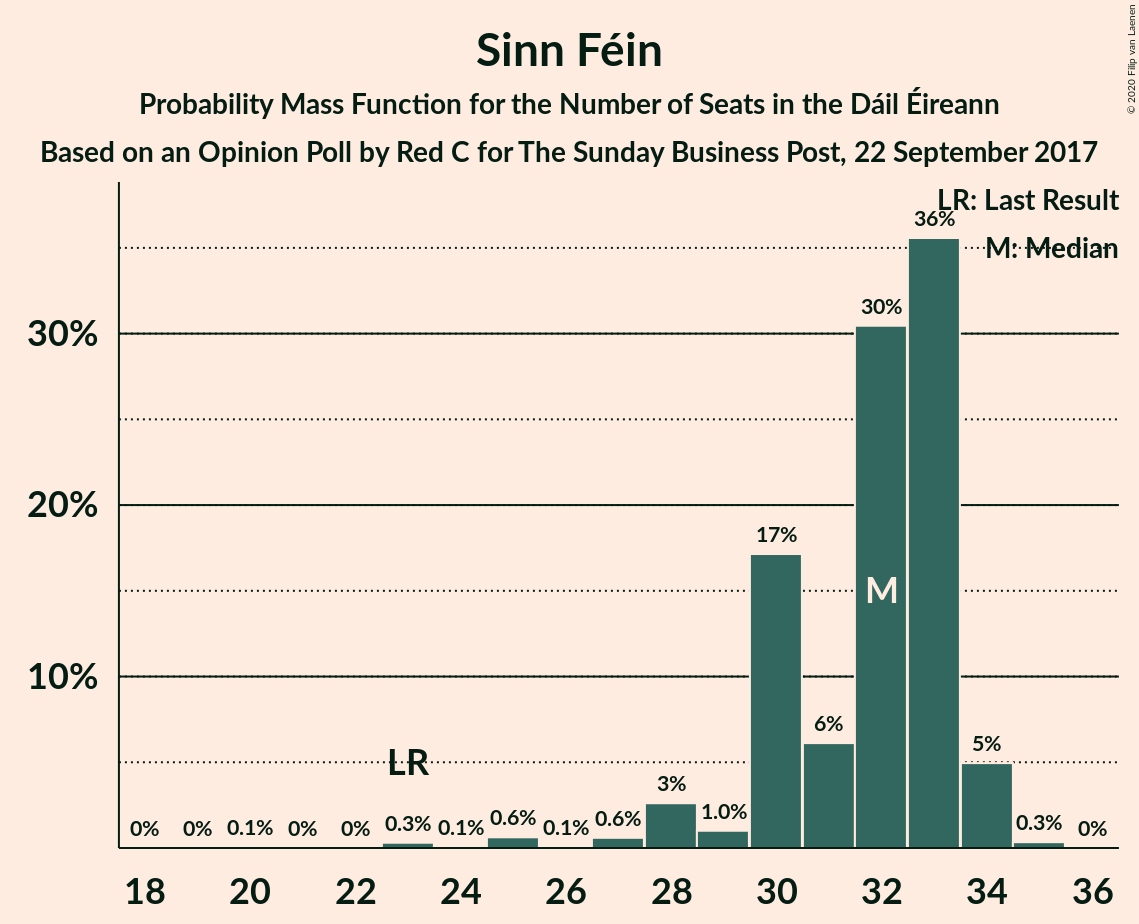 Sinn Féin
Probability Mass Function for the Number of Seats in the Dáil Éireann
Based on an Opinion Poll by Red C for The Sunday Business Post, 22 September 2017
© 2020 Filip van Laenen
LR: Last Result
M: Median
36%
30%
30%
20%
17%
M
10%
6%
5%
LR
3%
0% 0% 0.1% 0% 0% 0.3% 0.1% 0.6% 0.1% 0.6% 1.0% 0.3% 0%
18 20 22 24 26 28 30 32 34 36